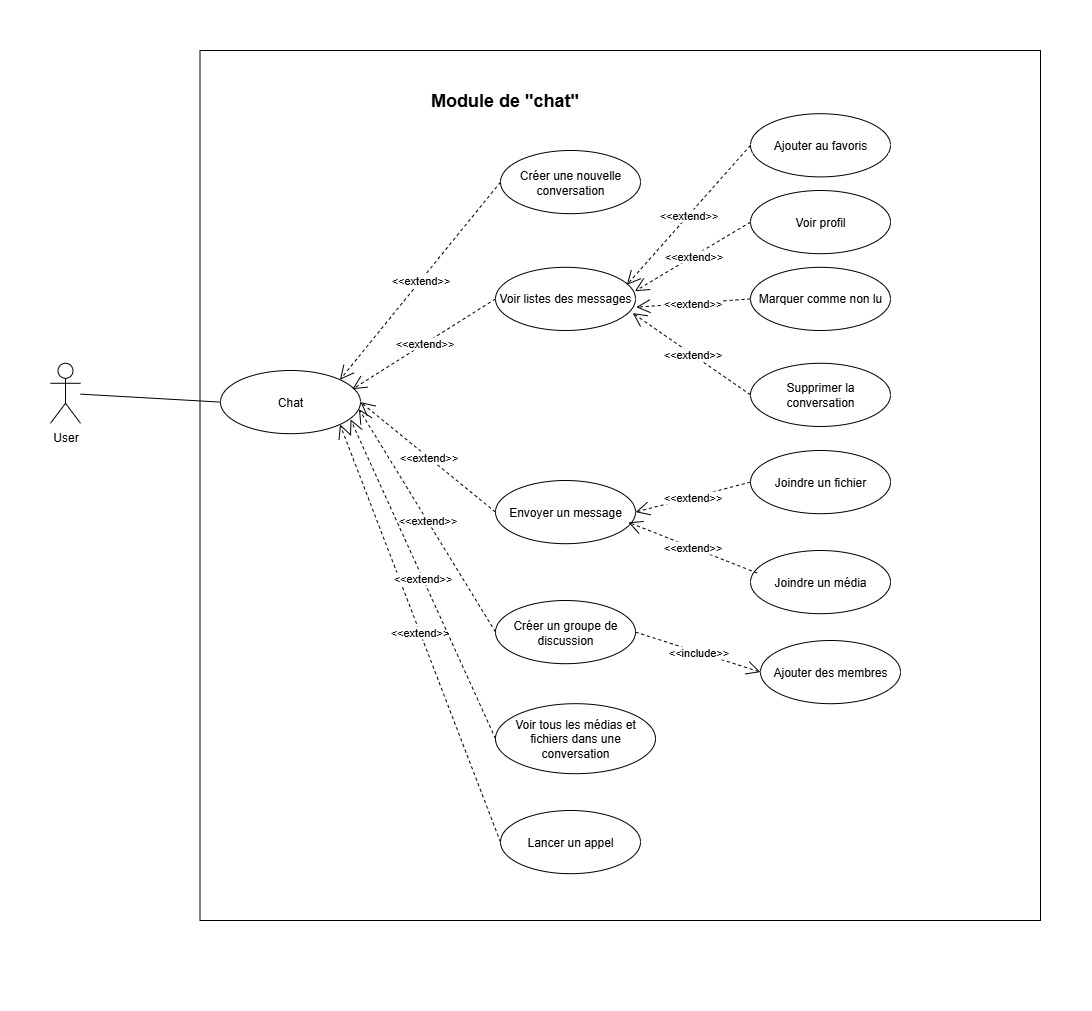 Module de "chat"
Ajouter au favoris
Créer une nouvelle
conversation
<<extend>>
Voir profil
<<extend>>
<<extend>>
Voir listes des messages
Marquer comme non lu
<<extend>>
<<extend>>
<<extend>>
Supprimer la
conversation
Chat
User
<<extend>>
Joindre un fichier
<<extend>>
Envoyer un message
<<extend>>
<<extend>>
Joindre un média
<<extend>>
Créer un groupe de
discussion
<<extend>>
<<include>>
Ajouter des membres
Voir tous les médias et
fichiers dans une
conversation
Lancer un appel